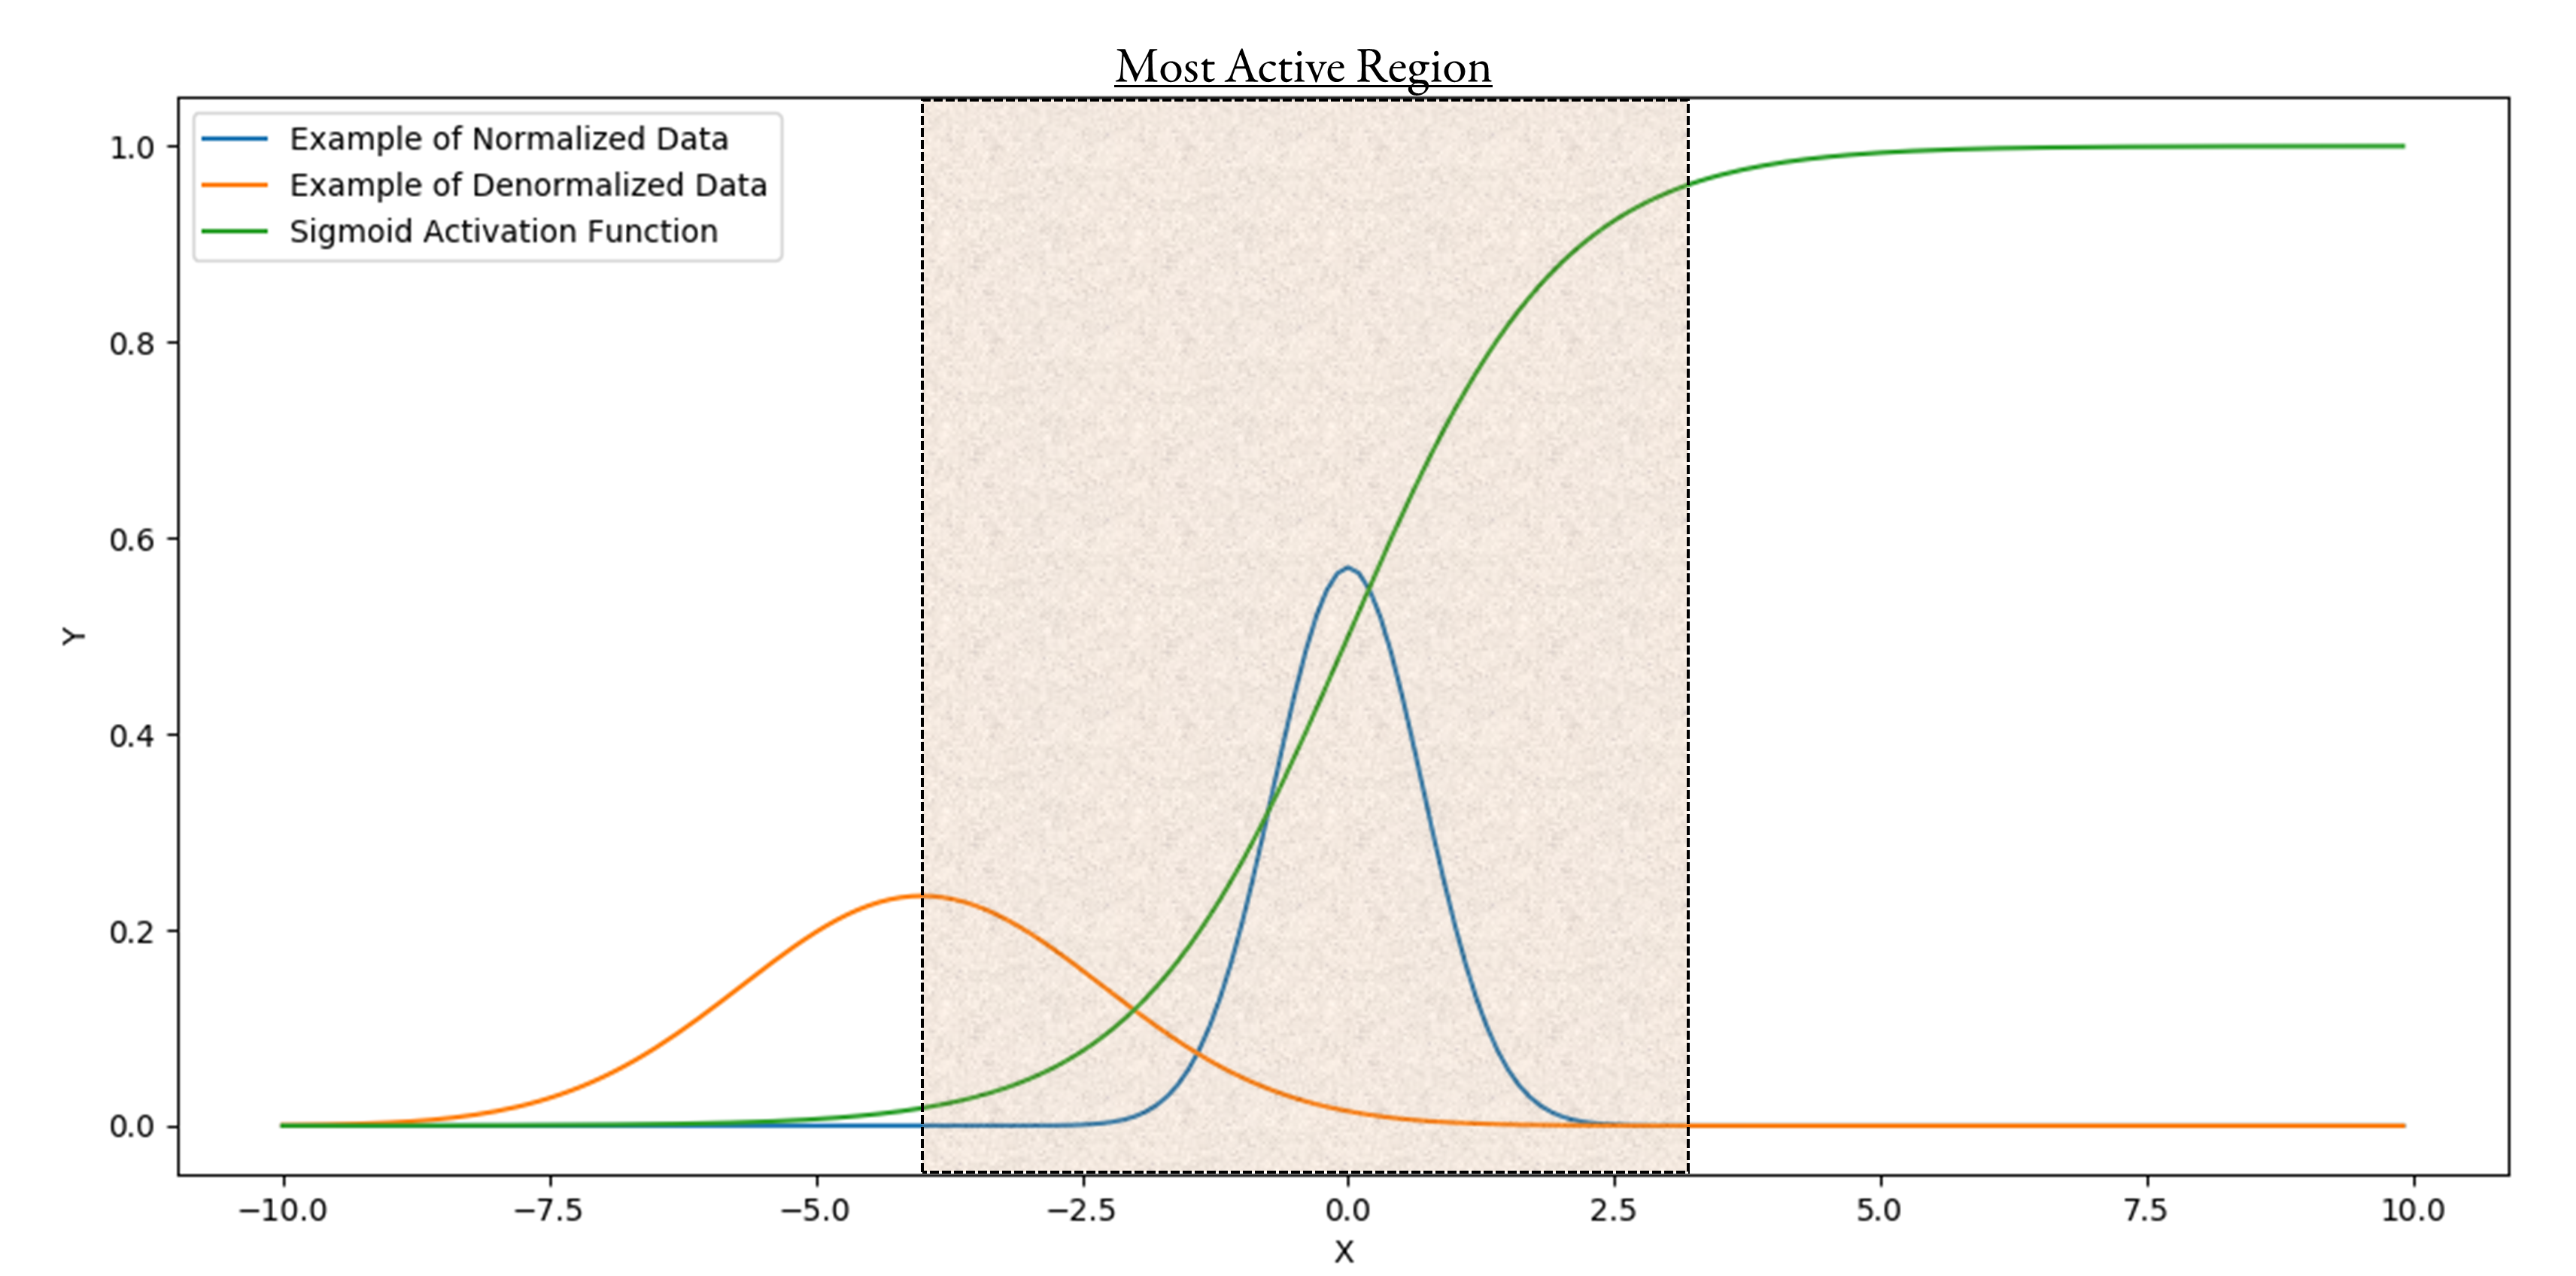 Most Active Region
Example of Normalized Data
Example of Denormalized Data
Sigmoid Activation Function
1.0
0.8
0.6
0.4
0.2
0.0
Y
−10.0 −7.5 −5.0 −2.5 0.0 2.5 5.0 7.5 10.0
X